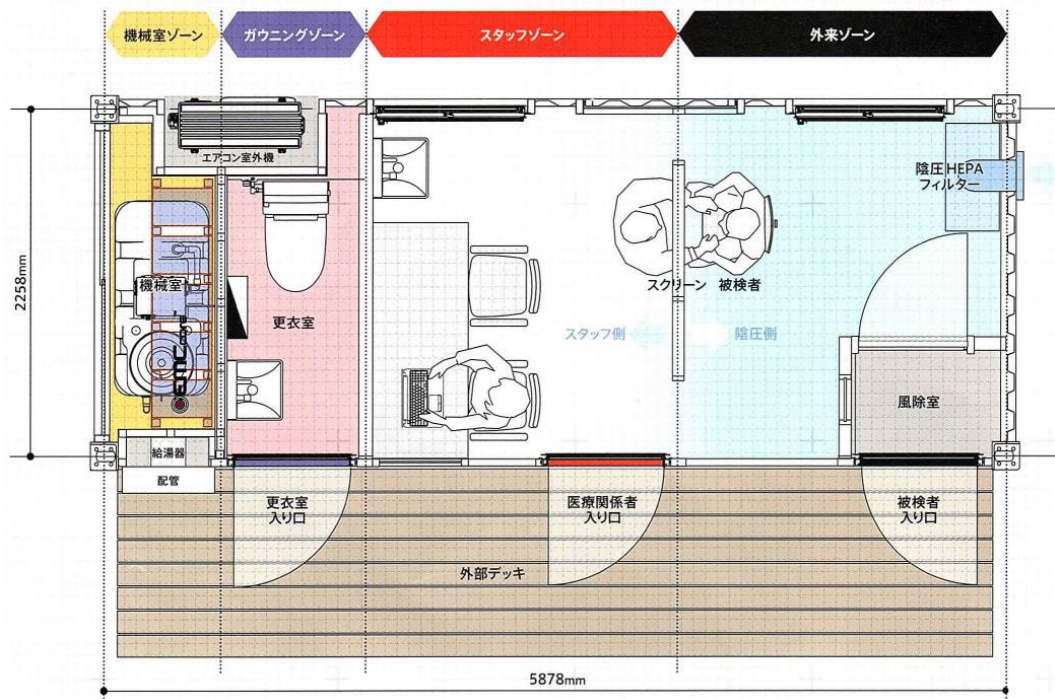 機械室ゾーン
ガウニングゾーン
スタッフゾーン
外来ゾーン
エアコン室外機
陰圧HEPA
フィルター
2258mm
機械室
更衣室
スクリーン
被検者
スタッフ側
陰圧側
風除室
給湯器
配管
更衣室
入り口
医療関係者
入り口
被検者
入り口
外部デッキ
5878mm